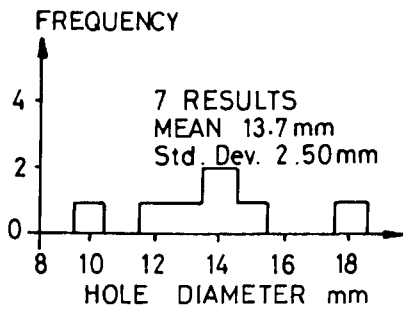 FREQUENCY
4
7 RESULTS
MEAN 13.7mm
Std. Dev. 2.50mm
2
0
8 10 12 14 16 18
HOLE DIAMETER mm